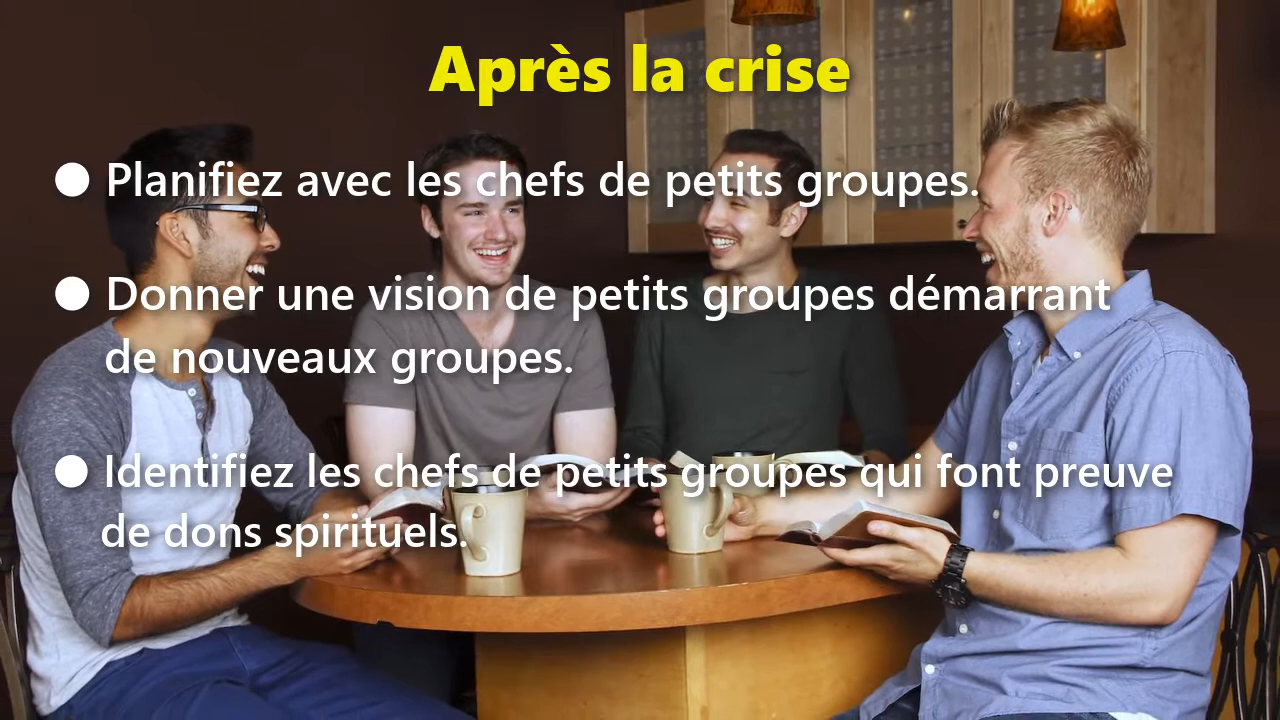 Après la crise
● Planifiez avec les chefs de petits groupes.
● Donner une vision de petits groupes démarrant
de nouveaux groupes.
● Identifiez les chefs de petits groupes qui font preuve
de dons spirituels.